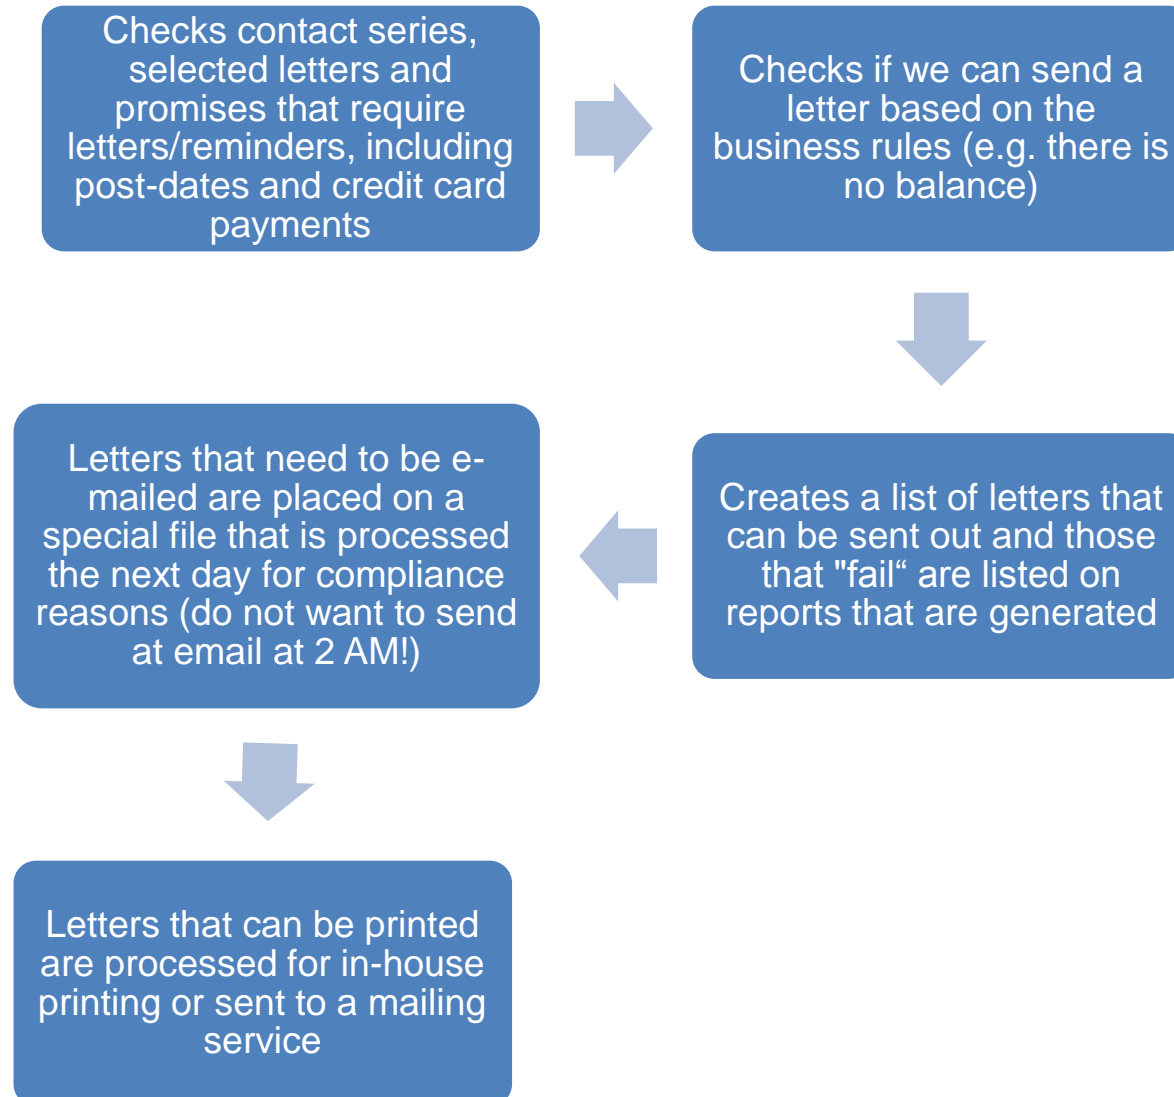 Checks contact series,
selected letters and
promises that require
letters/reminders, including
post-dates and credit card
payments
Checks if we can send a
letter based on the
business rules (e.g. there is
no balance)
Creates a list of letters that
can be sent out and those
that "fail“ are listed on
reports that are generated
Letters that need to be e-
mailed are placed on a
special file that is processed
the next day for compliance
reasons (do not want to send
at email at 2 AM!)
Letters that can be printed
are processed for in-house
printing or sent to a mailing
service